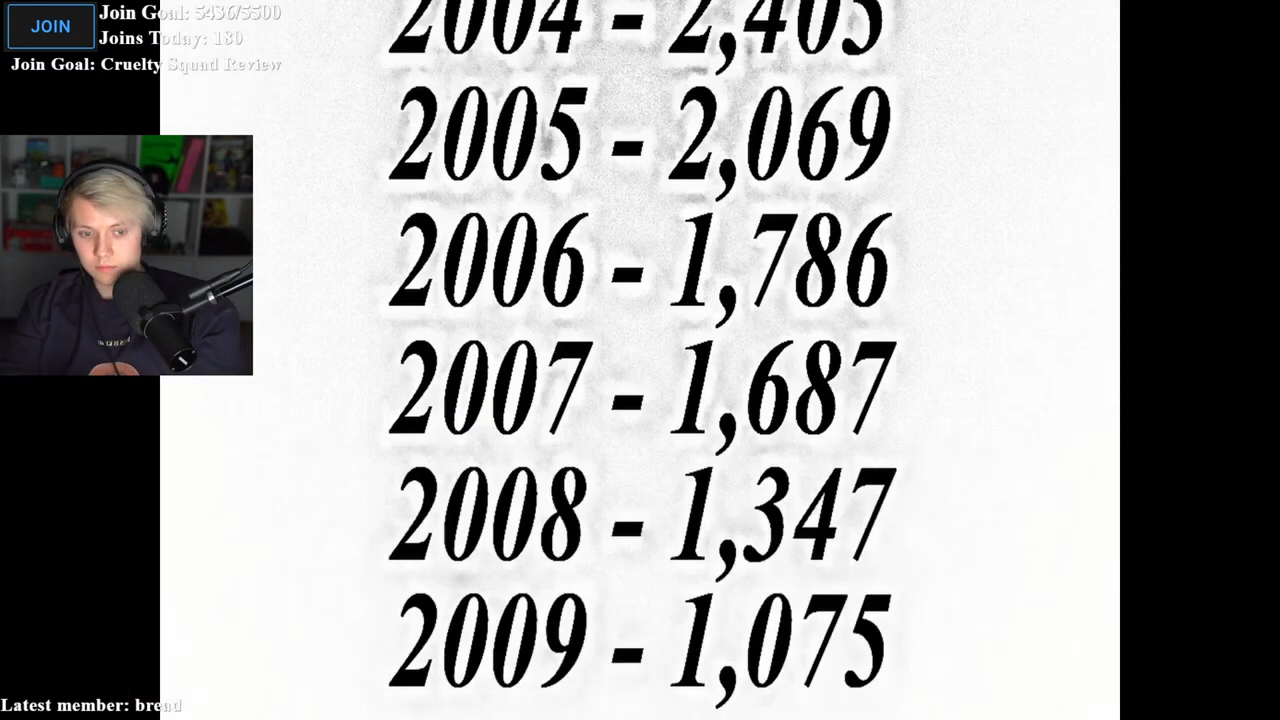 JOIN
Join Goal: 5436/5500
Joins Today: 180
Join Goal: Cruelty Squad Review
2004 - 2,405
2005 - 2,069
2006 - 1,786
2007 - 1,687
2008 - 1,347
2009 - 1,075
Latest member: bread